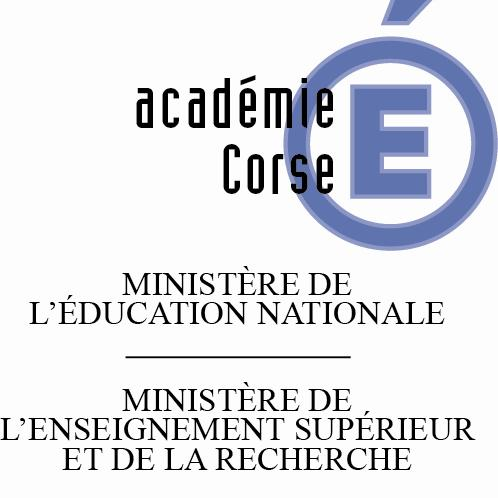 académie
Corse
É
MINISTÈRE DE
L’ÉDUCATION NATIONALE
MINISTÈRE DE
L’ENSEIGNEMENT SUPÉRIEUR
ET DE LA RECHERCHE